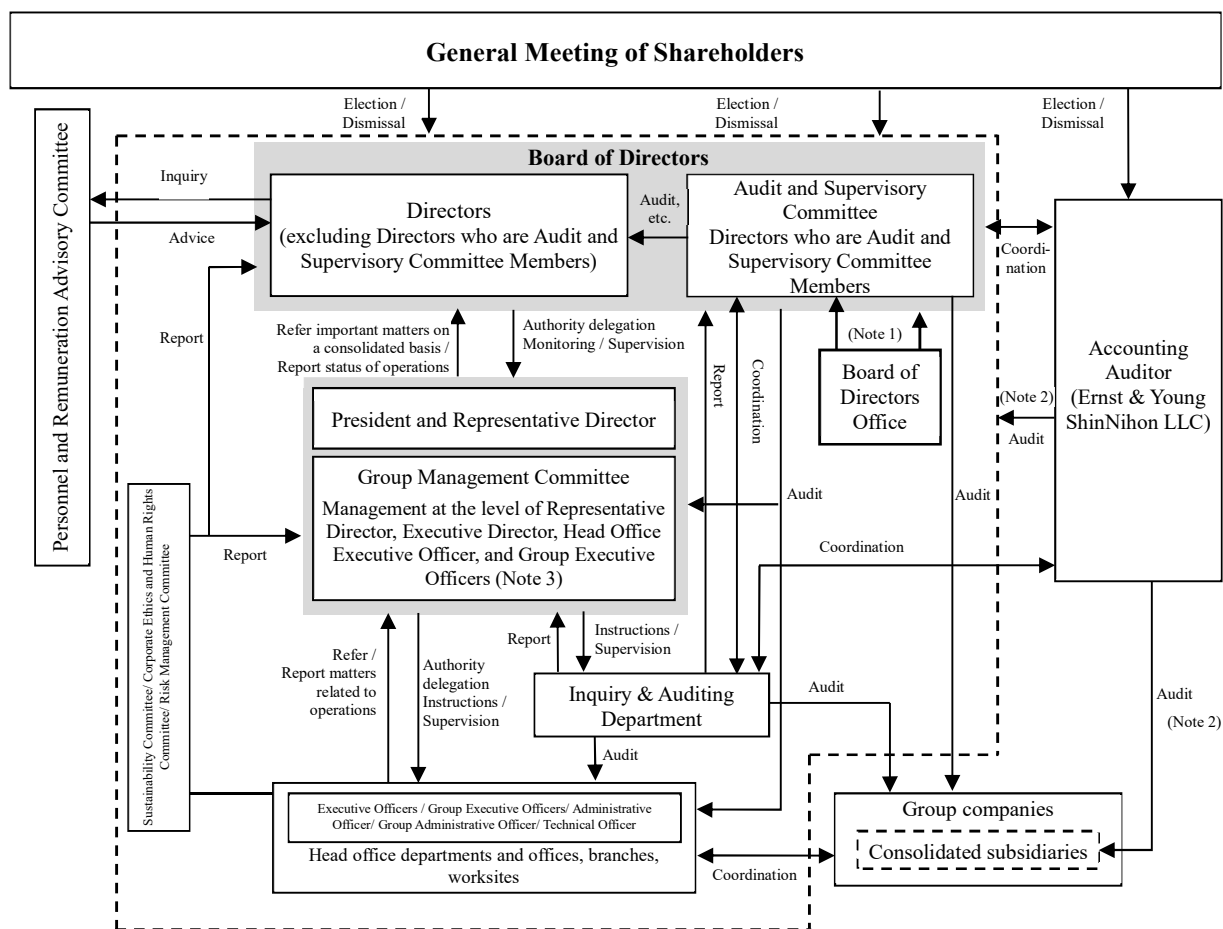 General Meeting of Shareholders
Election /
Dismissal
Election /
Dismissal
Election /
Dismissal
Personnel and Remuneration Advisory Committee
Inquiry
Advice
Board of Directors
Directors
(excluding Directors who are Audit and
Supervisory Committee Members)
Audit,
etc.
Audit and Supervisory
Committee
Directors who are Audit and
Supervisory Committee
Members
Coordi-
nation
Accounting
Auditor
(Ernst & Young
ShinNihon LLC)
Report
Refer important matters on
a consolidated basis /
Report status of operations
Authority delegation
Monitoring / Supervision
Report
Coordination
(Note 1)
Board of
Directors
Office
(Note 2)
Audit
President and Representative Director
Group Management Committee
Management at the level of Representative
Director, Executive Director, Head Office
Executive Officer, and Group Executive
Officers (Note 3)
Audit
Audit
Sustainability Committee/ Corporate Ethics and Human Rights
Committee/ Risk Management Committee
Report
Coordination
Refer /
Report matters
related to
operations
Authority
delegation
Instructions /
Supervision
Report
Instructions /
Supervision
Inquiry & Auditing
Department
Audit
Audit
Audit
(Note 2)
Executive Officers / Group Executive Officers/ Administrative
Officer/ Group Administrative Officer/ Technical Officer
Head office departments and offices, branches,
worksites
Coordination
Group companies
Consolidated subsidiaries